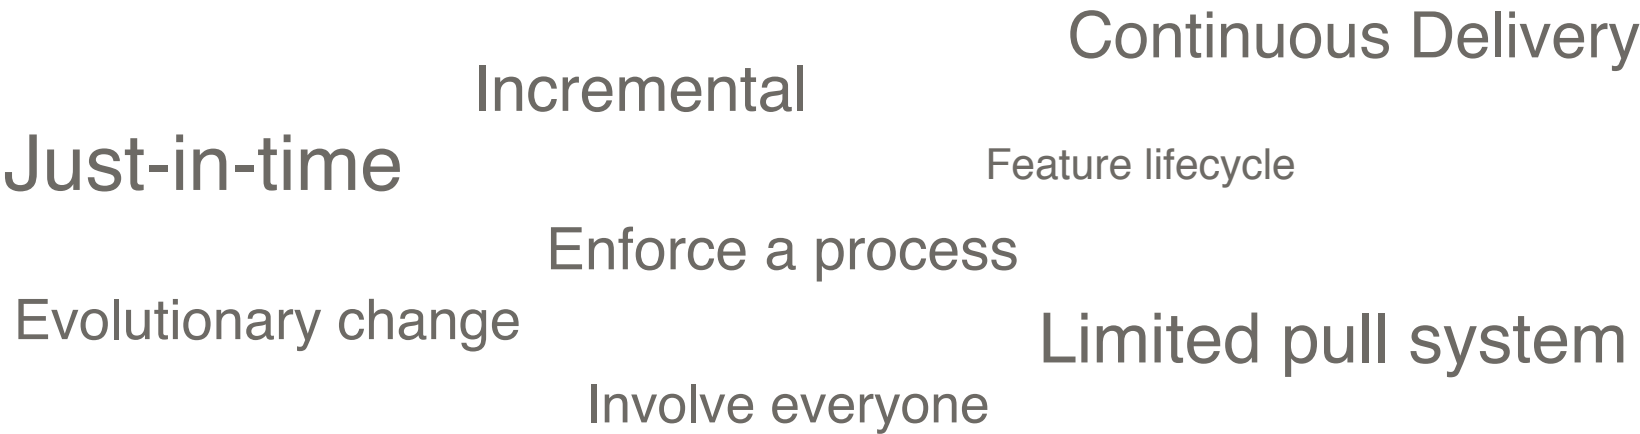 Continuous Delivery
Incremental
Just-in-time
Feature lifecycle
Enforce a process
Evolutionary change
Limited pull system
Involve everyone